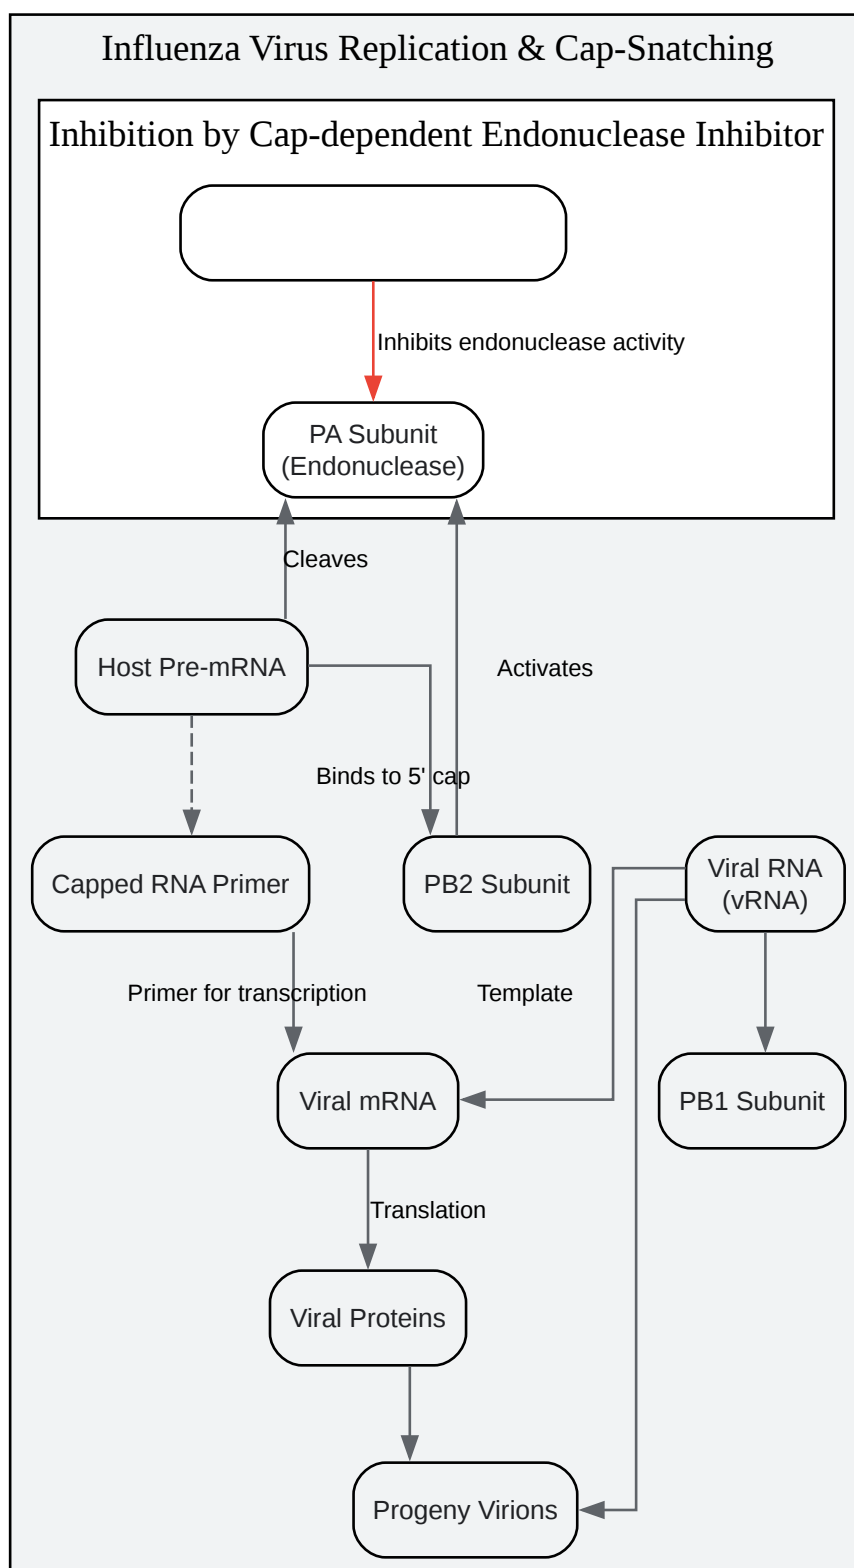 Influenza Virus Replication & Cap-Snatching
Inhibition by Cap-dependent Endonuclease Inhibitor
Inhibits endonuclease activity
PA Subunit
(Endonuclease)
Cleaves
Host Pre-mRNA
Activates
Binds to 5' cap
Capped RNA Primer
PB2 Subunit
Viral RNA
(vRNA)
Primer for transcription
Template
Viral mRNA
PB1 Subunit
Translation
Viral Proteins
Progeny Virions